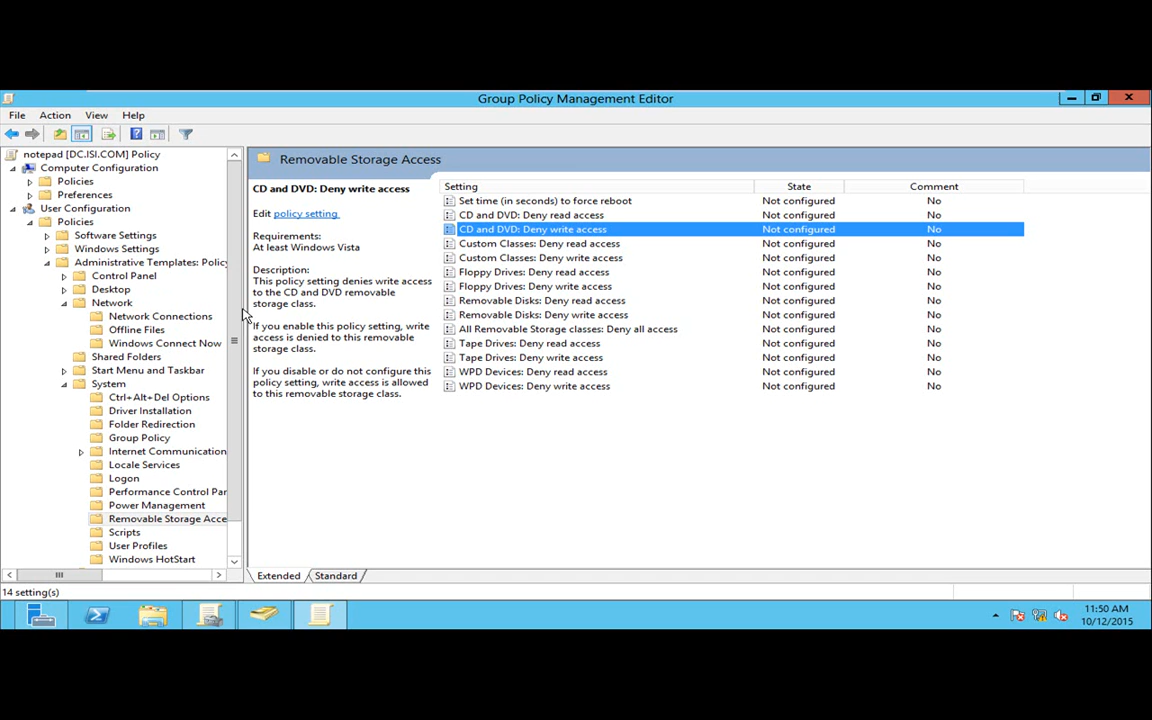 Group Policy Management Editor
File Action View Help
notepad [DC.ISI.COM] Policy
Computer Configuration
Policies
Preferences
User Configuration
Policies
Software Settings
Windows Settings
Administrative Templates: Policy
Control Panel
Desktop
Network
Network Connections
Offline Files
Windows Connect Now
Shared Folders
Start Menu and Taskbar
System
Ctrl+Alt+Del Options
Driver Installation
Folder Redirection
Group Policy
Internet Communication
Locale Services
Logon
Performance Control Par
Power Management
Removable Storage Acce
Scripts
User Profiles
Windows HotStart
Removable Storage Access
CD and DVD: Deny write access
Edit policy setting
Requirements:
At least Windows Vista
Description:
This policy setting denies write access
to the CD and DVD removable
storage class.
If you enable this policy setting, write
access is denied to this removable
storage class.
If you disable or do not configure this
policy setting, write access is allowed
to this removable storage class.
Setting State Comment
Set time (in seconds) to force reboot Not configured No
CD and DVD: Deny read access Not configured No
CD and DVD: Deny write access Not configured No
Custom Classes: Deny read access Not configured No
Custom Classes: Deny write access Not configured No
Floppy Drives: Deny read access Not configured No
Floppy Drives: Deny write access Not configured No
Removable Disks: Deny read access Not configured No
Removable Disks: Deny write access Not configured No
All Removable Storage classes: Deny all access Not configured No
Tape Drives: Deny read access Not configured No
Tape Drives: Deny write access Not configured No
WPD Devices: Deny read access Not configured No
WPD Devices: Deny write access Not configured No
Extended Standard
14 setting(s)
11:50 AM
10/12/2015